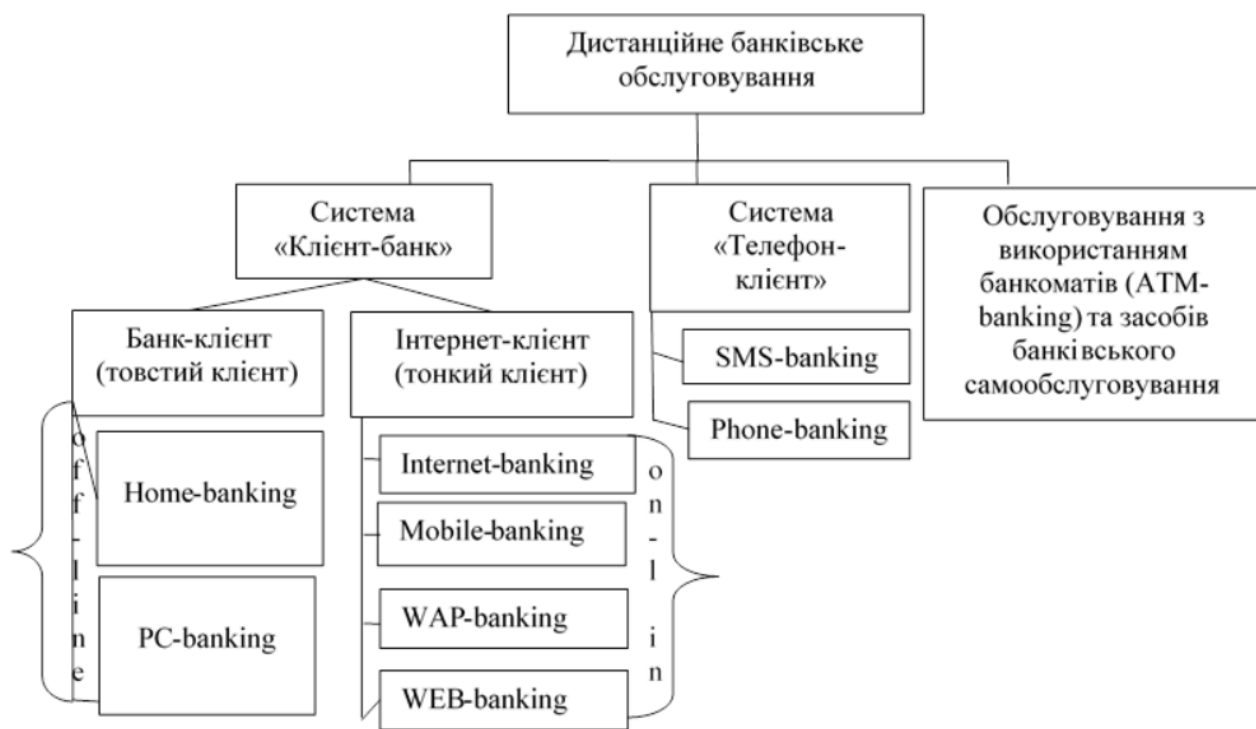 Дистанційне банківське
обслуговування
Система
«Клієнт-банк»
Система
«Телефон-
клієнт»
Обслуговування з
використанням
банкоматів (ATM-
banking) та засобів
банківського
самообслуговування
Банк-клієнт
(товстий клієнт)
Інтернет-клієнт
(тонкий клієнт)
SMS-banking
Phone-banking
off-line
Home-banking
PC-banking
Internet-banking
Mobile-banking
WAP-banking
WEB-banking
on-l in